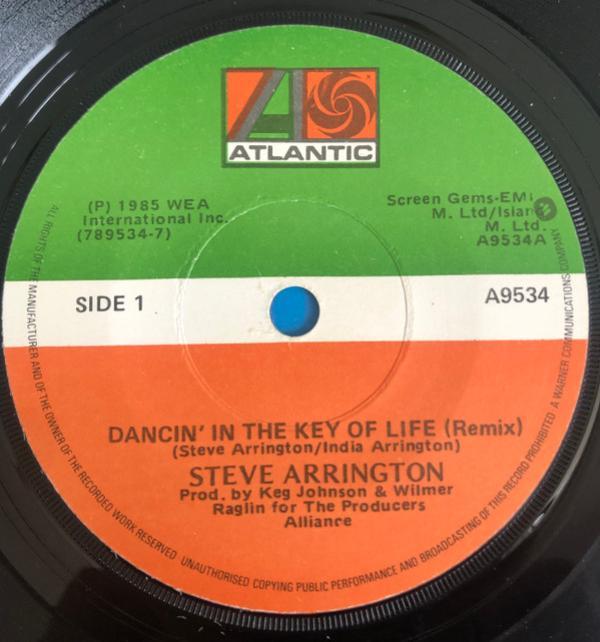 ATLANTIC
(P) 1985 WEA
International Inc.
(789534-7)
Screen Gems-EMI
M. Ltd/Island
M. Ltd.
A9534A
SIDE 1
A9534
DANCIN' IN THE KEY OF LIFE (Remix)
(Steve Arrington/India Arrington)
STEVE ARRINGTON
Prod. by Keg Johnson & Wilmer
Raglin for The Producers
Alliance
ALL RIGHTS OF THE MANUFACTURER AND OF THE OWNER OF THE RECORDED WORK RESERVED UNAUTHORISED COPYING PUBLIC PERFORMANCE AND BROADCASTING OF THIS RECORD PROHIBITED A WARNER COMMUNICATIONS COMPANY